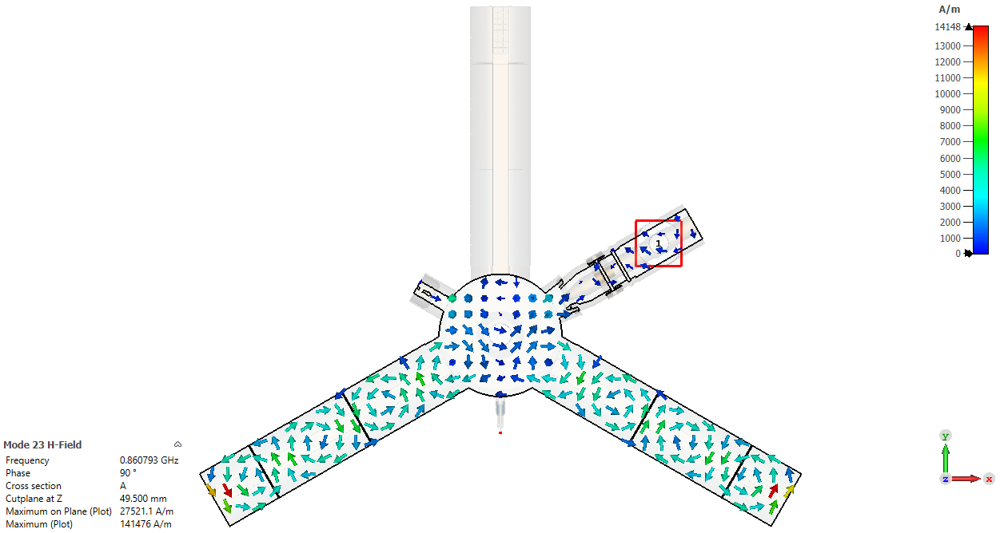 A/m
14148
13000
12000
11000
10000
9000
8000
7000
6000
5000
4000
3000
2000
1000
0
1
Mode 23 H-Field
Frequency 0.860793 GHz
Phase 90 °
Cross section A
Cutplane at Z 49.500 mm
Maximum on Plane (Plot) 27521.1 A/m
Maximum (Plot) 141476 A/m
y
z x